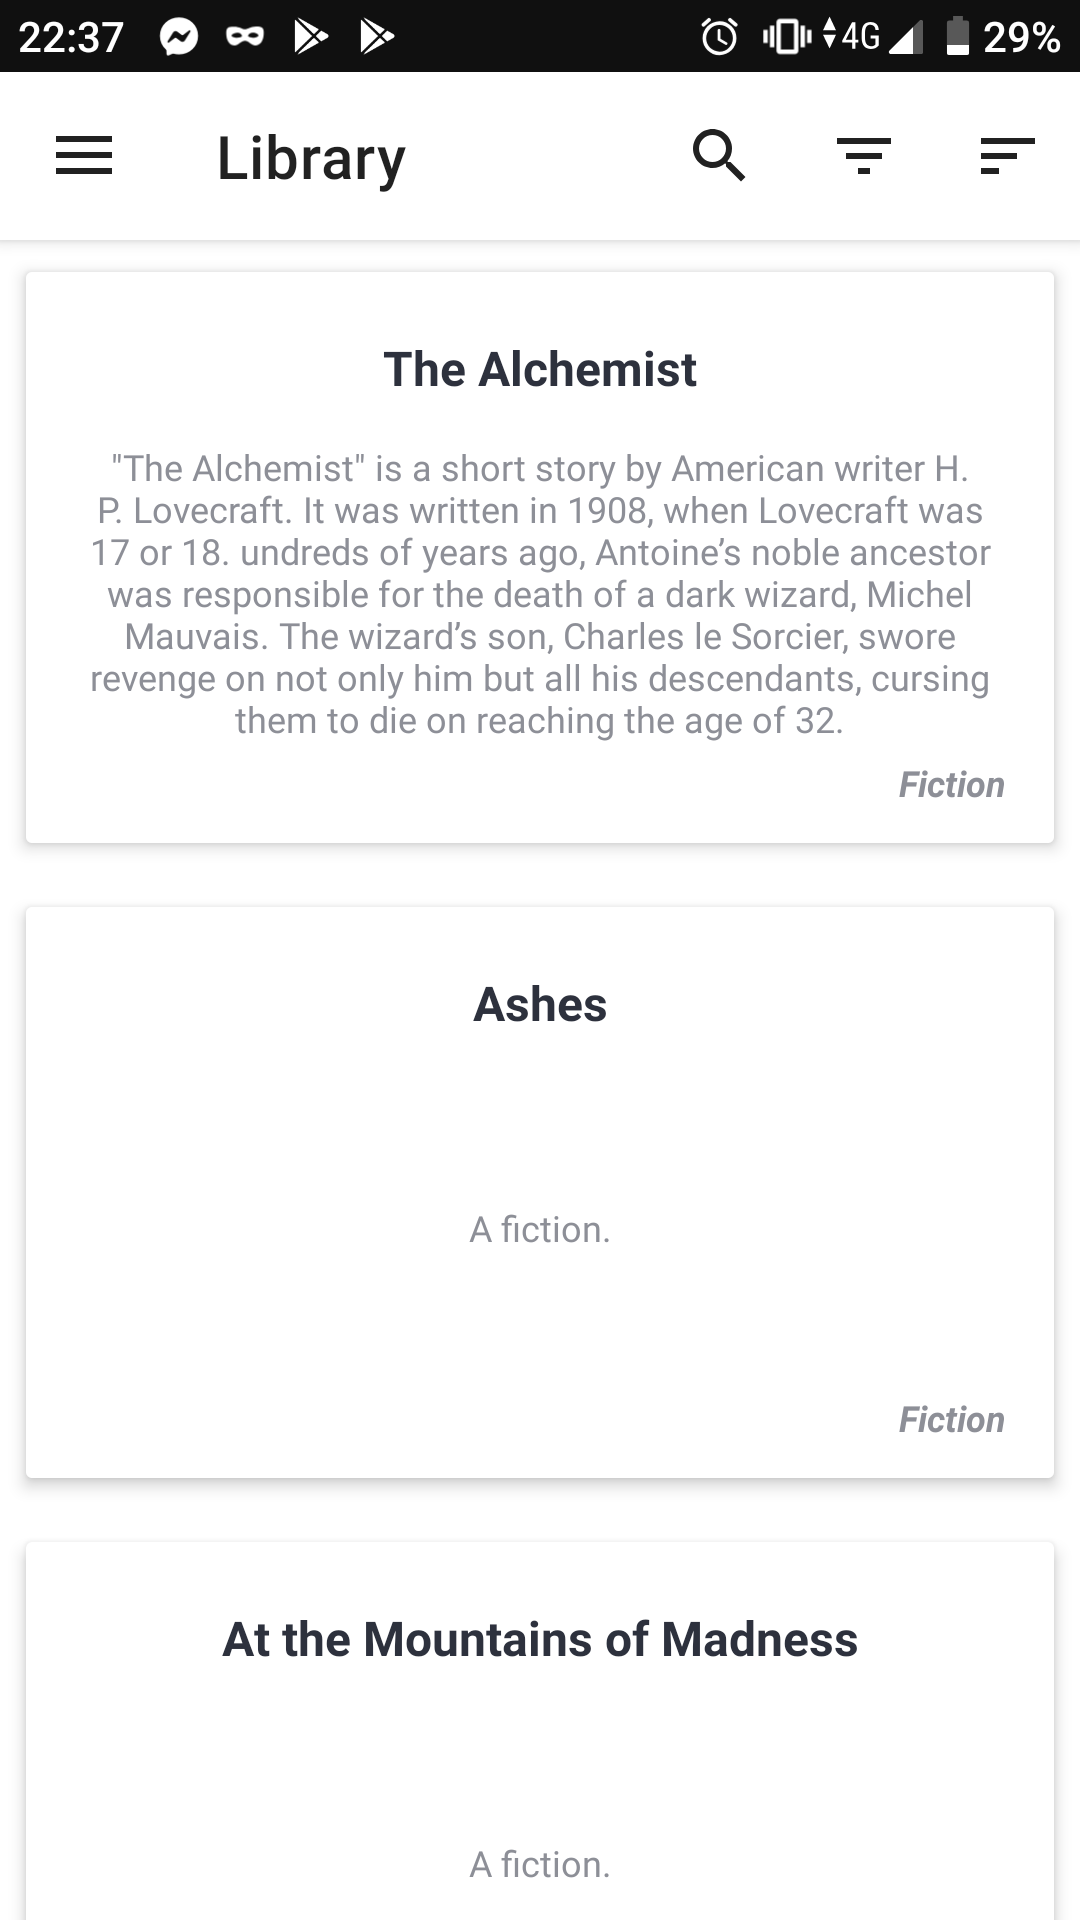 22:37 4G 29%
Library
The Alchemist
"The Alchemist" is a short story by American writer H.
P. Lovecraft. It was written in 1908, when Lovecraft was
17 or 18. undreds of years ago, Antoine’s noble ancestor
was responsible for the death of a dark wizard, Michel
Mauvais. The wizard’s son, Charles le Sorcier, swore
revenge on not only him but all his descendants, cursing
them to die on reaching the age of 32.
Fiction
Ashes
A fiction.
Fiction
At the Mountains of Madness
A fiction.